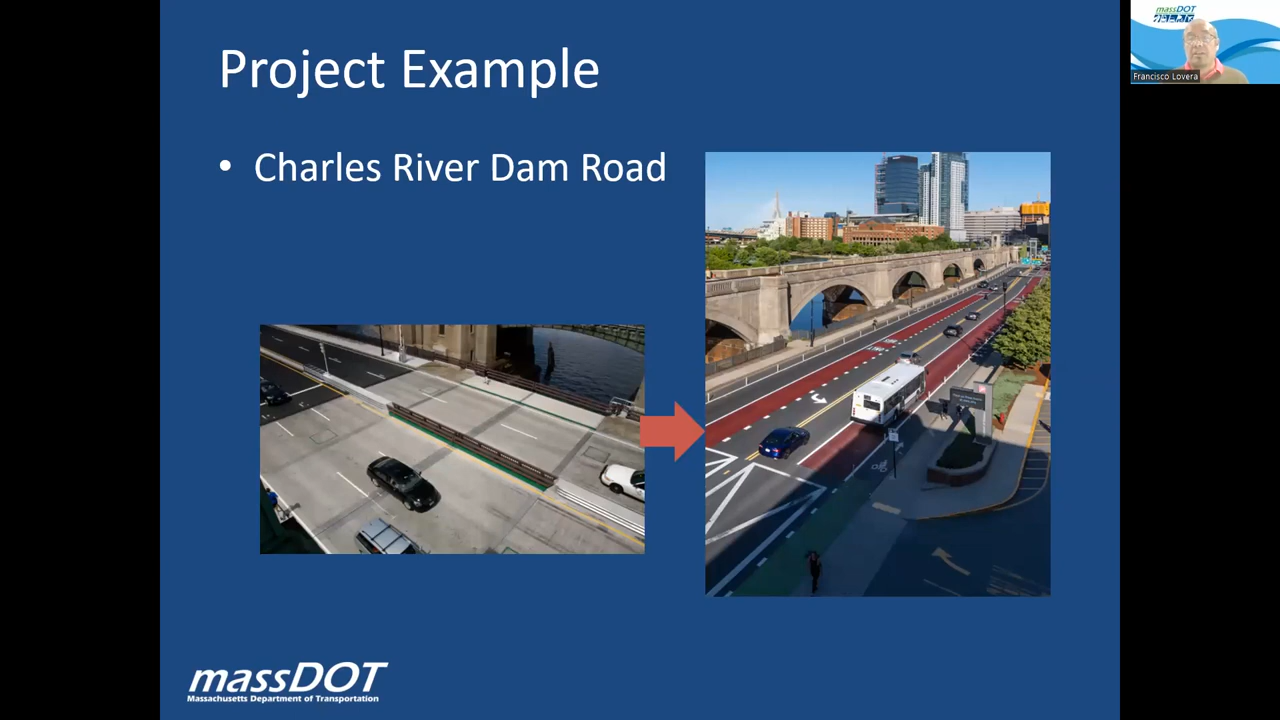 Project Example
• Charles River Dam Road
massDOT
Massachusetts Department of Transportation
massDOT
Francisco Lovera